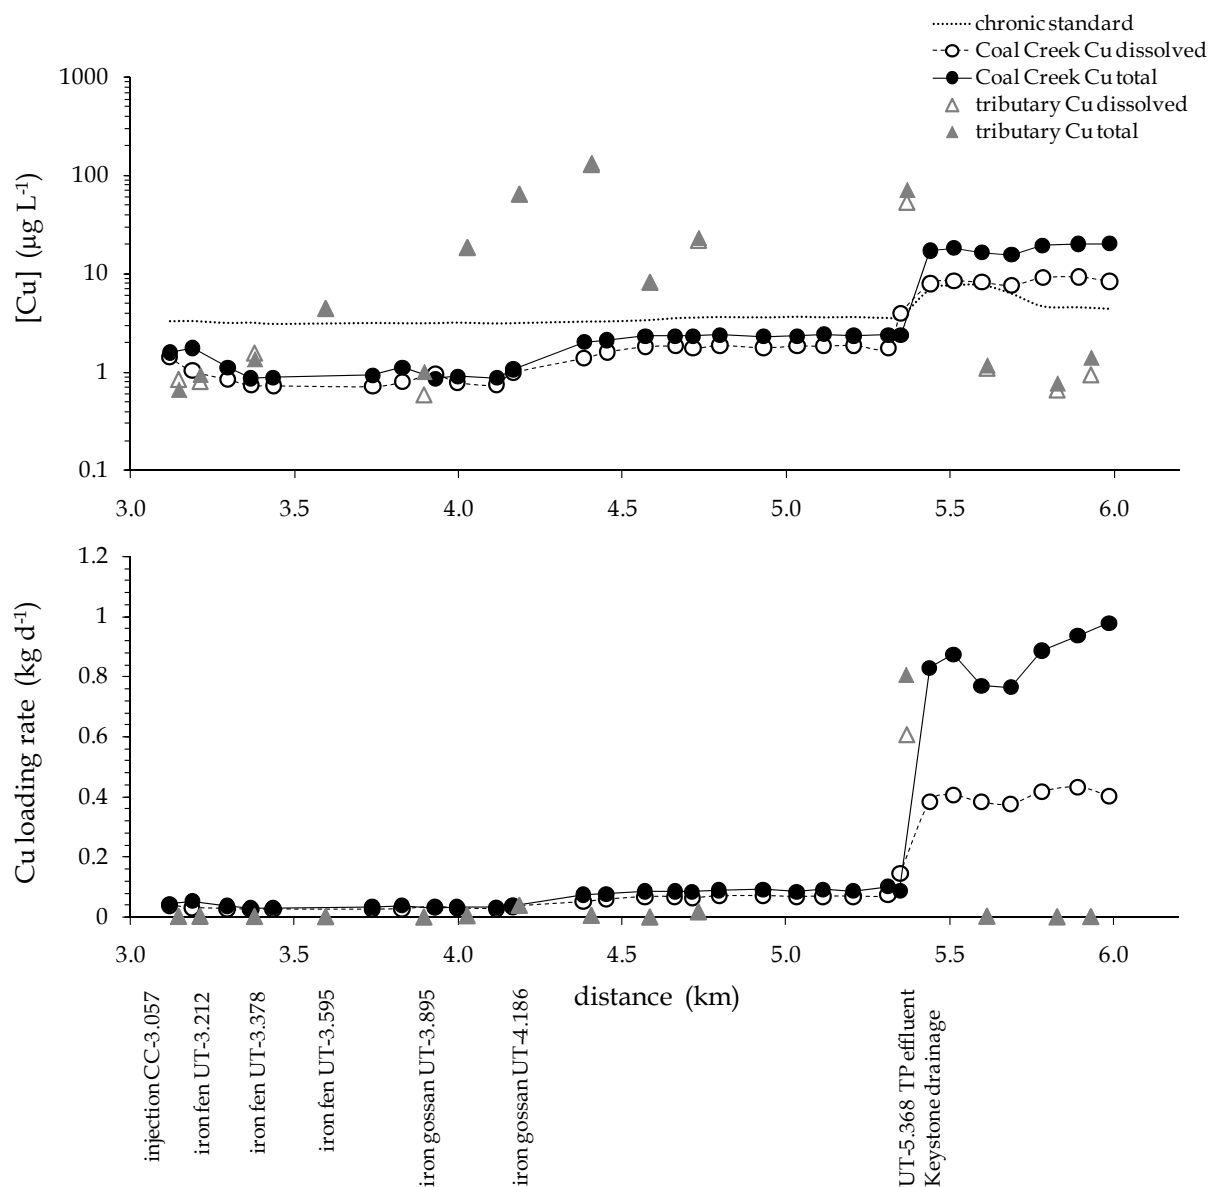 chronic standard
Coal Creek Cu dissolved
Coal Creek Cu total
tributary Cu dissolved
tributary Cu total
[Cu] (µg L-1)
1000
100
10
1
0.1
3.0 3.5 4.0 4.5 5.0 5.5 6.0
Cu loading rate (kg d-1)
1.2
1
0.8
0.6
0.4
0.2
0
3.0 3.5 4.0 4.5 5.0 5.5 6.0
distance (km)
injection CC-3.057
iron fen UT-3.212
iron fen UT-3.378
iron fen UT-3.595
iron gossan UT-3.895
iron gossan UT-4.186
UT-5.368 TP effluent
Keystone drainage